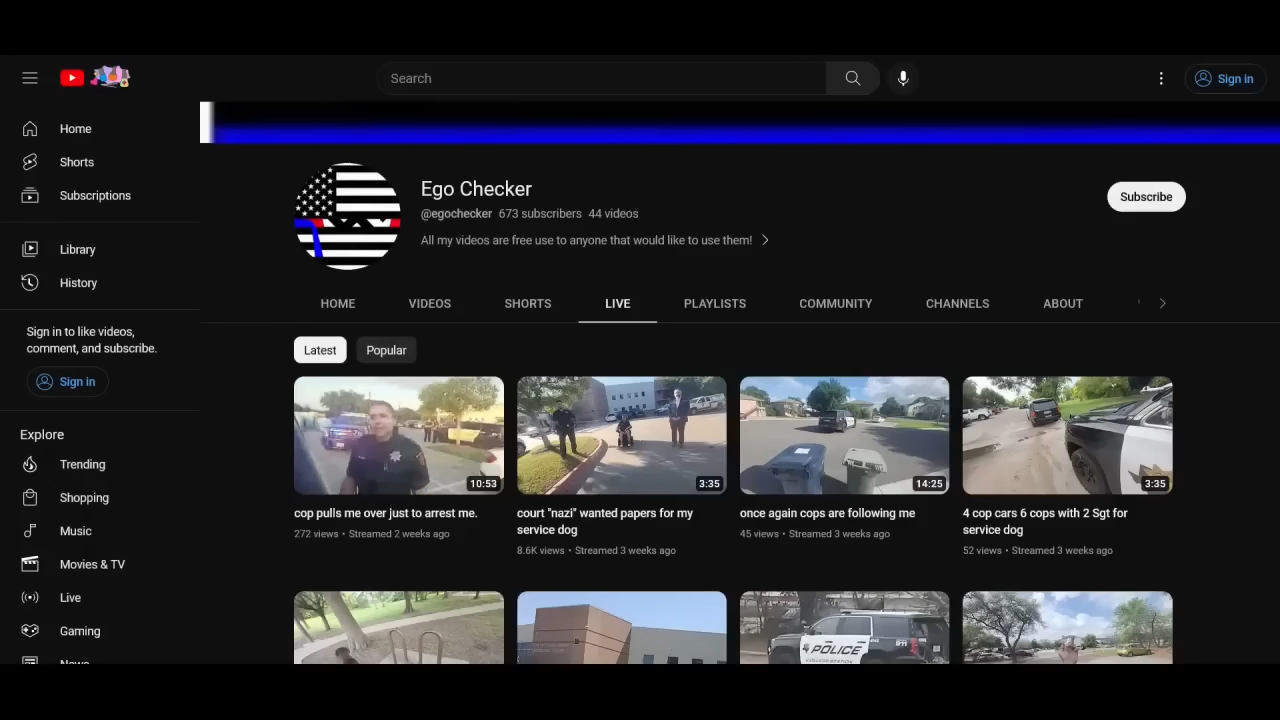 Search
Sign in
Home
Shorts
Subscriptions
Library
History
Sign in to like videos,
comment, and subscribe.
Sign in
Explore
Trending
Shopping
Music
Movies & TV
Live
Gaming
Ego Checker
@egochecker 673 subscribers 44 videos
All my videos are free use to anyone that would like to use them!
Subscribe
HOME VIDEOS SHORTS LIVE PLAYLISTS COMMUNITY CHANNELS ABOUT
Latest Popular
10:53
cop pulls me over just to arrest me.
272 views • Streamed 2 weeks ago
3:35
court "nazi" wanted papers for my
service dog
8.6K views • Streamed 3 weeks ago
14:25
once again cops are following me
45 views • Streamed 3 weeks ago
3:35
4 cop cars 6 cops with 2 Sgt for
service dog
52 views • Streamed 3 weeks ago
POLICE
911